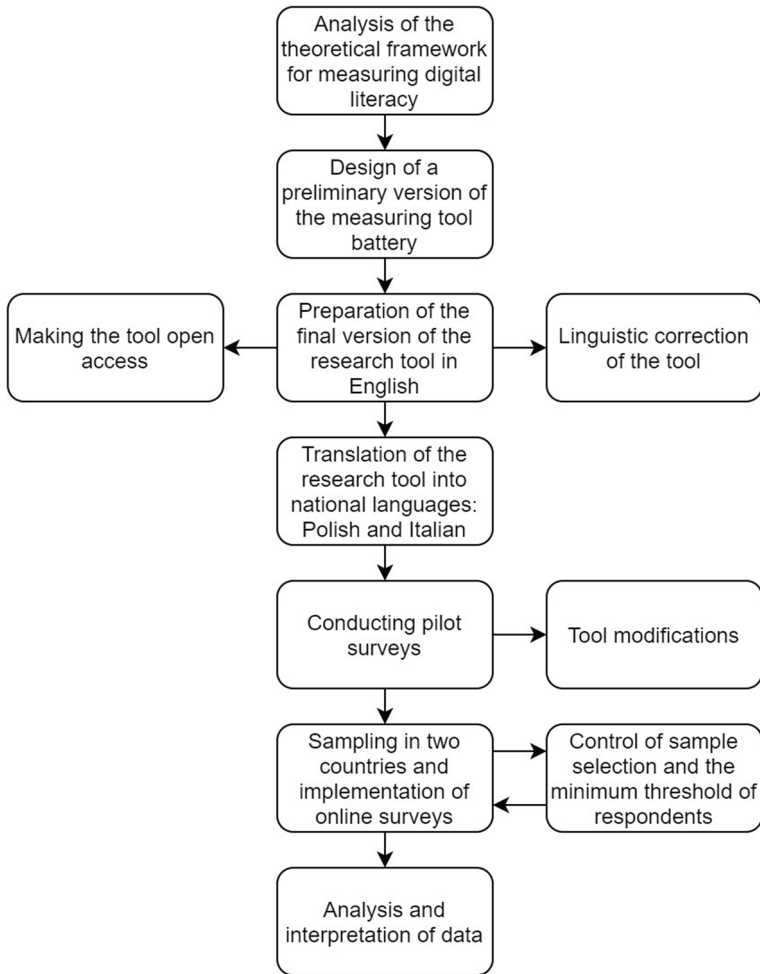 Analysis of the
theoretical framework
for measuring digital
literacy
Design of a
preliminary version of
the measuring tool
battery
Making the tool open
access
Preparation of the
final version of the
research tool in
English
Linguistic correction
of the tool
Translation of the
research tool into
national languages:
Polish and Italian
Conducting pilot
surveys
Tool modifications
Sampling in two
countries and
implementation of
online surveys
Control of sample
selection and the
minimum threshold of
respondents
Analysis and
interpretation of data